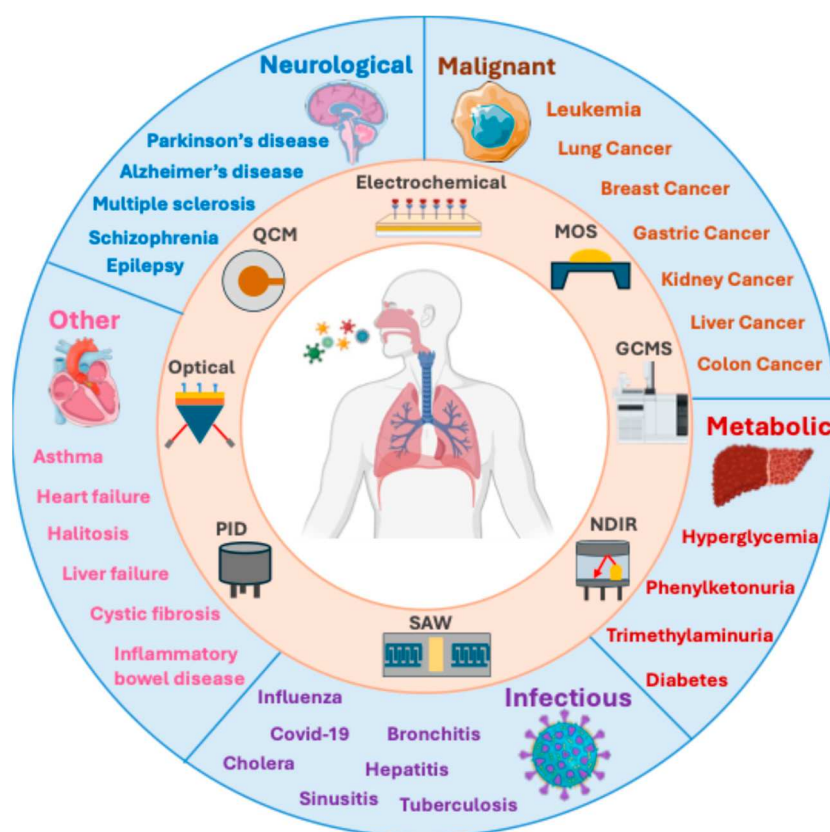 Neurological
Parkinson's disease
Alzheimer's disease
Multiple sclerosis
Schizophrenia
Epilepsy
Malignant
Leukemia
Lung Cancer
Breast Cancer
Gastric Cancer
Kidney Cancer
Liver Cancer
Colon Cancer
Metabolic
Hyperglycemia
Phenylketonuria
Trimethylaminuria
Diabetes
Infectious
Influenza
Covid-19
Bronchitis
Cholera
Hepatitis
Sinusitis
Tuberculosis
Other
Asthma
Heart failure
Halitosis
Liver failure
Cystic fibrosis
Inflammatory
bowel disease
Electrochemical
MOS
GCMS
NDIR
SAW
PID
Optical
QCM